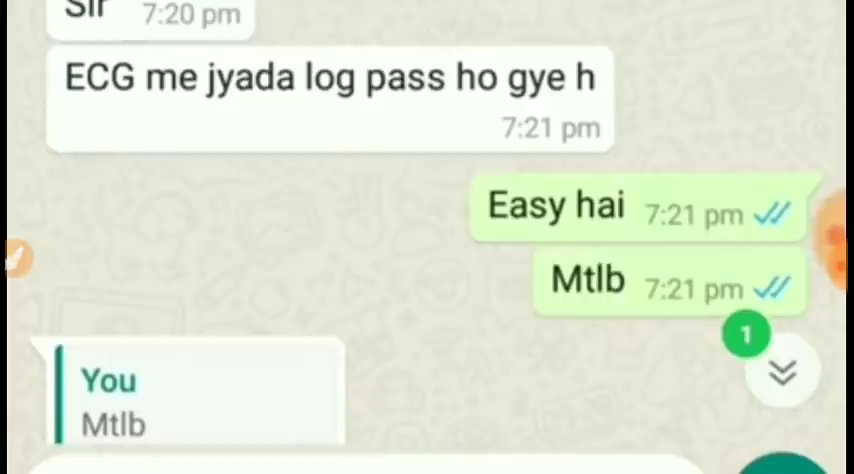 Sir 7:20 pm
ECG me jyada log pass ho gye h
7:21 pm
Easy hai 7:21 pm
Mtlb 7:21 pm
1
You
Mtlb